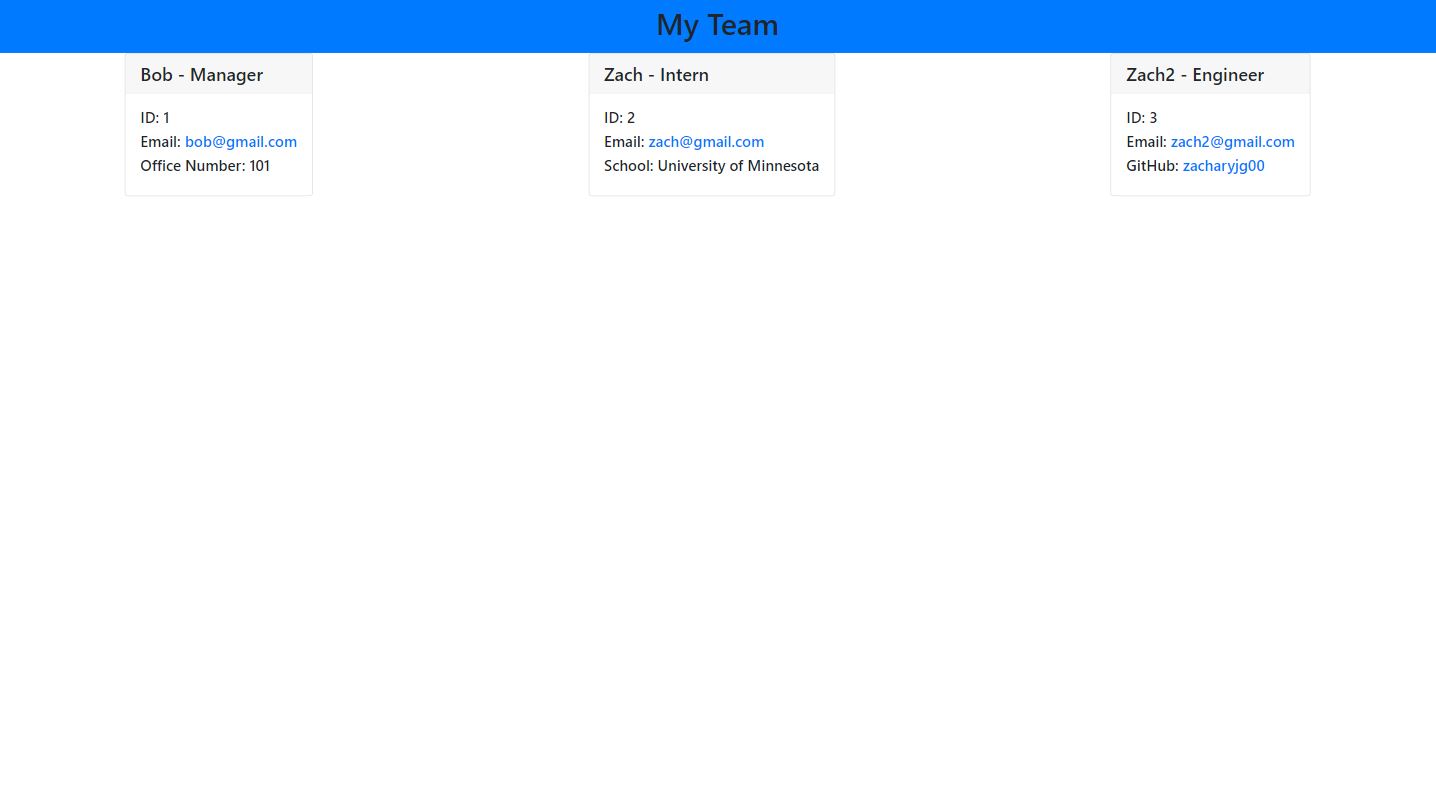 My Team
Bob - Manager
ID: 1
Email: bob@gmail.com
Office Number: 101
Zach - Intern
ID: 2
Email: zach@gmail.com
School: University of Minnesota
Zach2 - Engineer
ID: 3
Email: zach2@gmail.com
GitHub: zacharyjg00